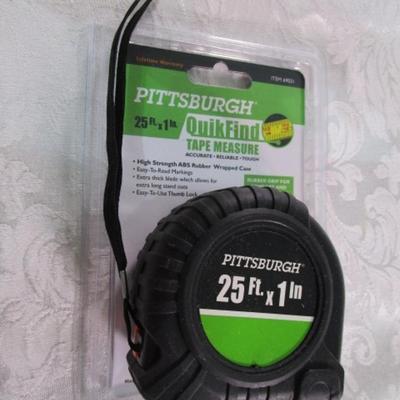 Lifetime Warranty
ITEM 69031
PITTSBURGH®
25 Ft. x 1 In. QuikFind
TAPE MEASURE
ACCURATE • RELIABLE • TOUGH
• High Strength ABS Rubber Wrapped Case
• Easy-To-Read Markings
• Extra thick blade which allows for
extra long stand outs
• Easy-To-Use Thumb Lock
RUBBER GRIP FOR
PITTSBURGH®
25 Ft. x 1 In